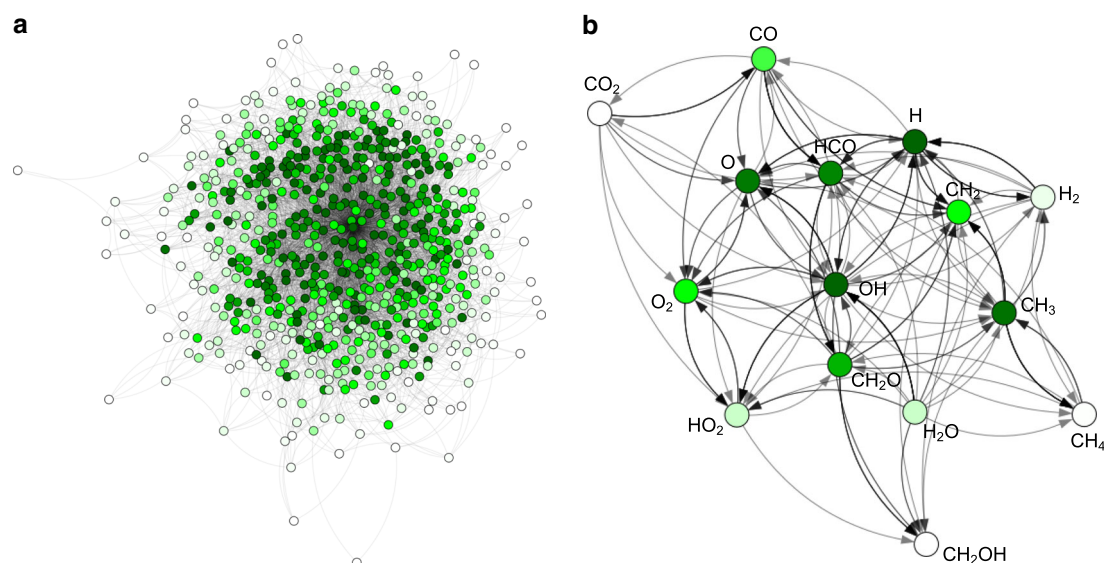 a
b
CO
CO₂
H
HCO
O
CH₂
H₂
OH
O₂
CH₃
CH₂O
HO₂
H₂O
CH₄
CH₂OH